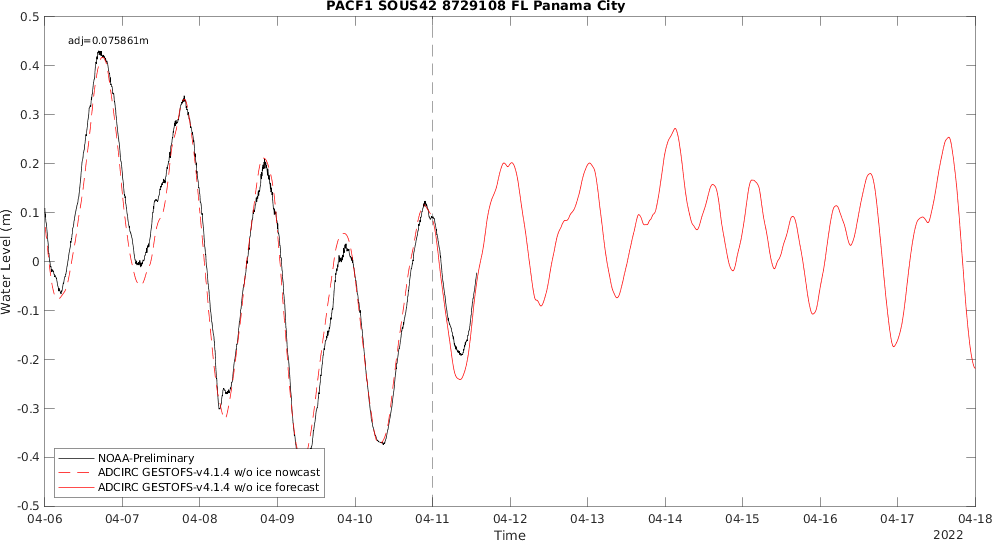 PACF1 SOUS42 8729108 FL Panama City
adj=0.075861m
0.5
0.4
0.3
0.2
0.1
0
-0.1
-0.2
-0.3
-0.4
-0.5
Water Level (m)
NOAA-Preliminary
ADCIRC GESTOFS-v4.1.4 w/o ice nowcast
ADCIRC GESTOFS-v4.1.4 w/o ice forecast
04-06 04-07 04-08 04-09 04-10 04-11 04-12 04-13 04-14 04-15 04-16 04-17 04-18
Time
2022